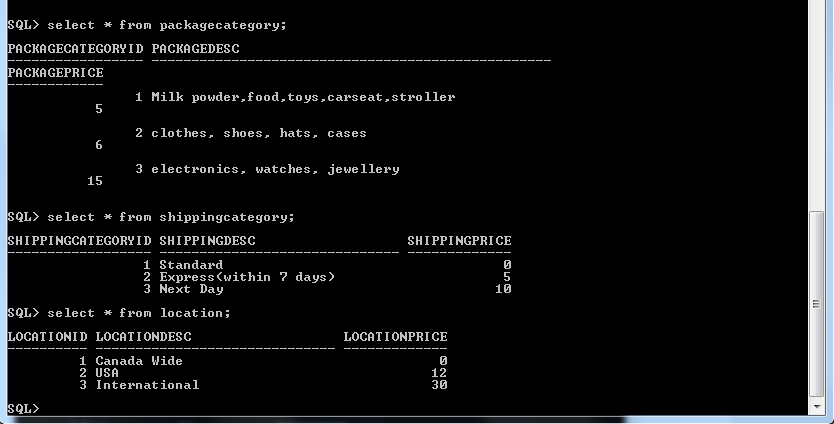 SQL> select * from packagecategory;
PACKAGECATEGORYID PACKAGEDESC
----------------- --------------------------------------------------
PACKAGEPRICE
------------
1 Milk powder,food,toys,carseat,stroller
5
2 clothes, shoes, hats, cases
6
3 electronics, watches, jewellery
15
SQL> select * from shippingcategory;
SHIPPINGCATEGORYID SHIPPINGDESC SHIPPINGPRICE
------------------ ------------------------------ -------------
1 Standard 0
2 Express(within 7 days) 5
3 Next Day 10
SQL> select * from location;
LOCATIONID LOCATIONDESC LOCATIONPRICE
---------- ------------------------------ -------------
1 Canada Wide 0
2 USA 12
3 International 30
SQL>